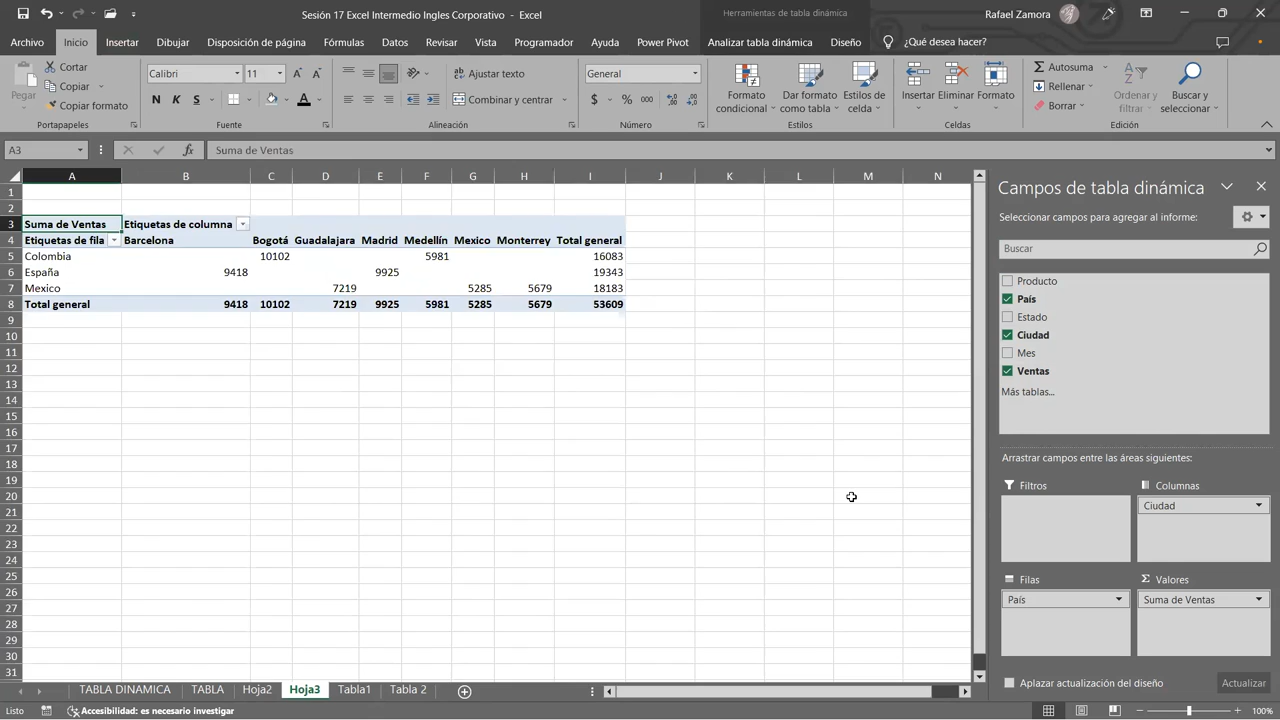 Sesión 17 Excel Intermedio Ingles Corporativo - Excel
Herramientas de tabla dinámica
Rafael Zamora
Archivo Inicio Insertar Dibujar Disposición de página Fórmulas Datos Revisar Vista Programador Ayuda Power Pivot Analizar tabla dinámica Diseño ¿Qué desea hacer?
Pegar
Cortar
Copiar
Copiar formato
Portapapeles
Calibri 11
N K S
Fuente
Ajustar texto
Combinar y centrar
Alineación
General
$ % 000
Número
Formato condicional
Dar formato como tabla
Estilos de celda
Estilos
Insertar Eliminar Formato
Celdas
Autosuma
Rellenar
Borrar
Ordenar y filtrar
Buscar y seleccionar
Edición
A3 fx Suma de Ventas
A B C D E F G H I J K L M N
1
2
3 Suma de Ventas Etiquetas de columna
4 Etiquetas de fila Barcelona Bogotá Guadalajara Madrid Medellín Mexico Monterrey Total general
5 Colombia 10102 5981 16083
6 España 9418 9925 19343
7 Mexico 7219 5285 5679 18183
8 Total general 9418 10102 7219 9925 5981 5285 5679 53609
9
10
11
12
13
14
15
16
17
18
19
20
21
22
23
24
25
26
27
28
29
30
31
Campos de tabla dinámica
Seleccionar campos para agregar al informe:
Buscar
Producto
País
Estado
Ciudad
Mes
Ventas
Más tablas...
Arrastrar campos entre las áreas siguientes:
Filtros
Columnas
Ciudad
Filas
Σ Valores
País
Suma de Ventas
Aplazar actualización del diseño
Actualizar
TABLA DINAMICA TABLA Hoja2 Hoja3 Tabla1 Tabla 2
Listo Accesibilidad: es necesario investigar 100%